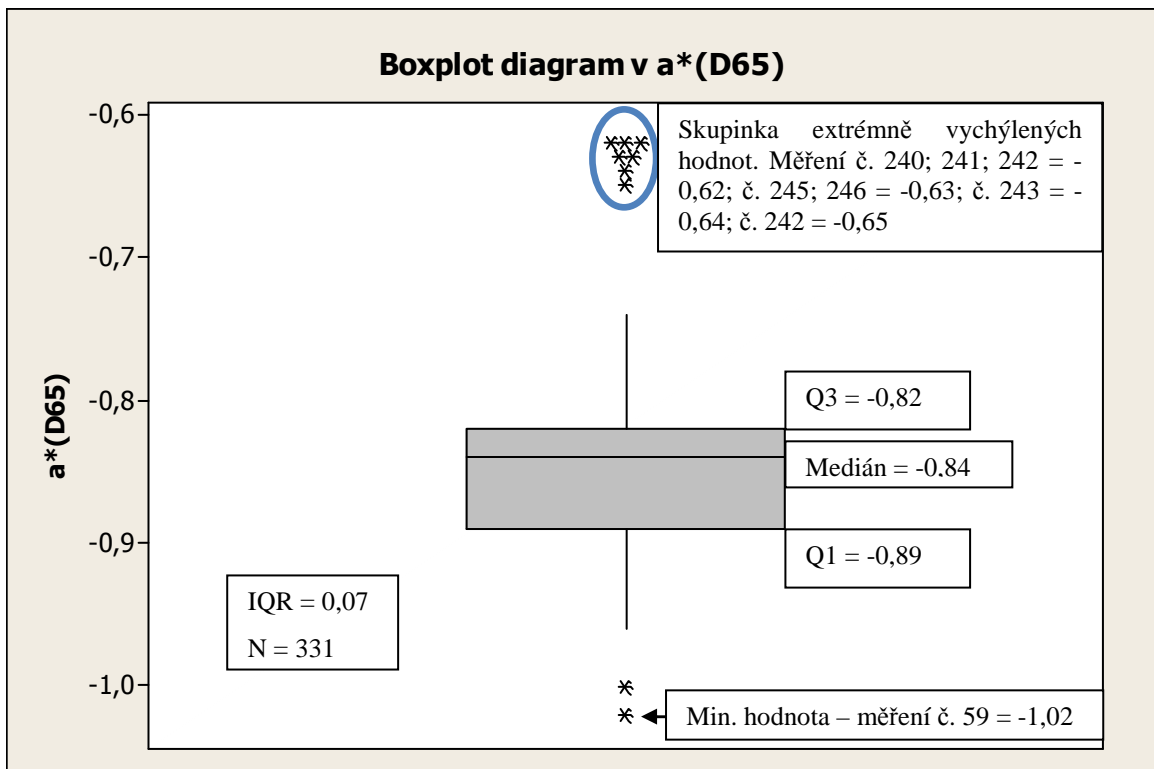 Boxplot diagram v a*(D65)
-0,6
-0,7
-0,8
-0,9
-1,0
a*(D65)
Skupinka extrémně vychýlených
hodnot. Měření č. 240; 241; 242 = -
0,62; č. 245; 246 = -0,63; č. 243 = -
0,64; č. 242 = -0,65
Q3 = -0,82
Medián = -0,84
Q1 = -0,89
IQR = 0,07
N = 331
Min. hodnota – měření č. 59 = -1,02